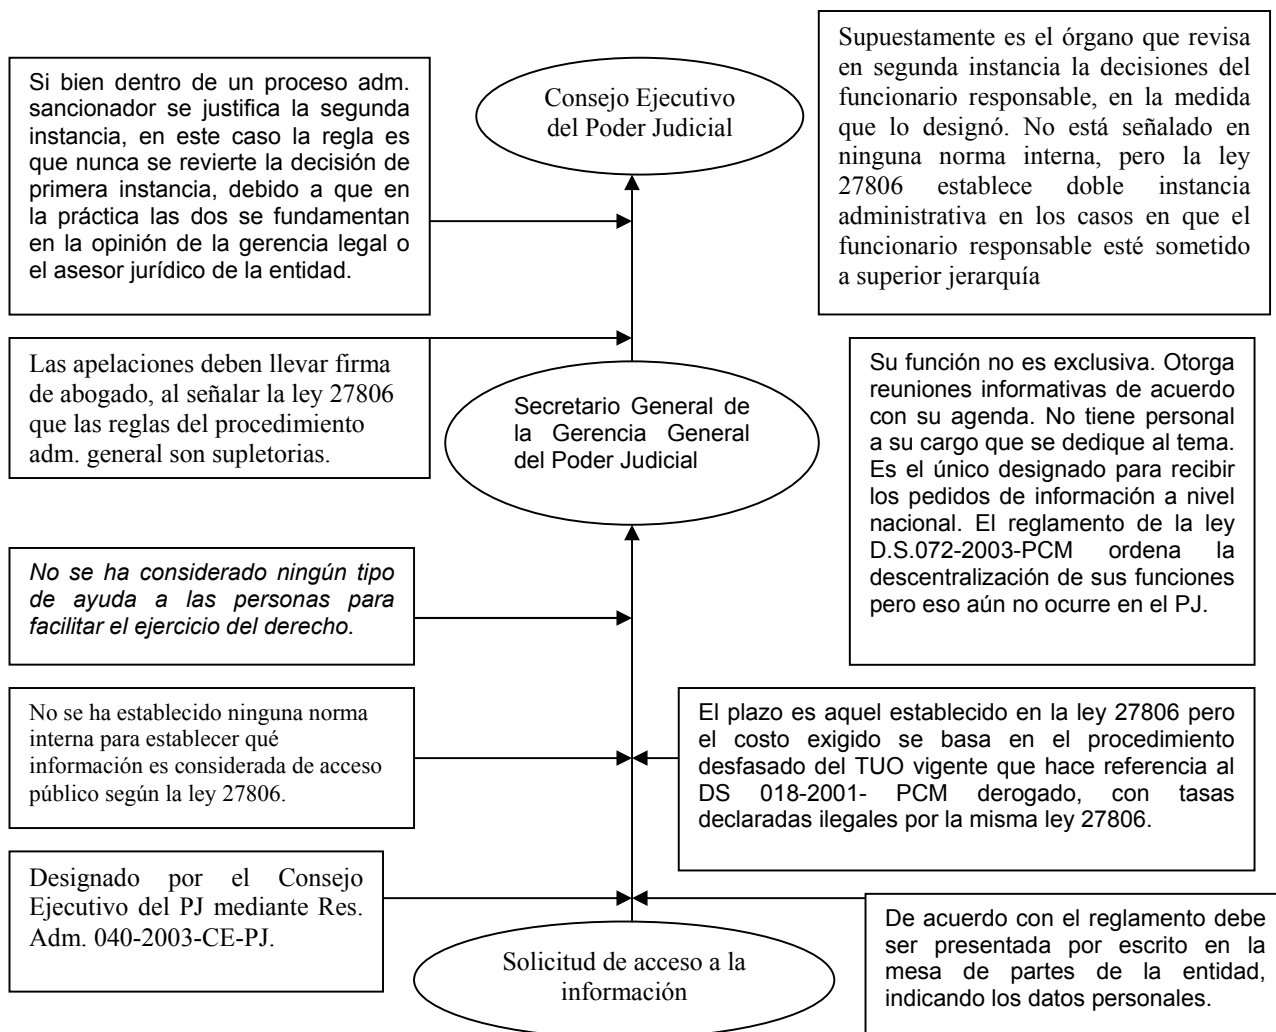 Si bien dentro de un proceso adm.
sancionador se justifica la segunda
instancia, en este caso la regla es
que nunca se revierte la decisión de
primera instancia, debido a que en
la práctica las dos se fundamentan
en la opinión de la gerencia legal o
el asesor jurídico de la entidad.
Consejo Ejecutivo
del Poder Judicial
Supuestamente es el órgano que revisa
en segunda instancia la decisiones del
funcionario responsable, en la medida
que lo designó. No está señalado en
ninguna norma interna, pero la ley
27806 establece doble instancia
administrativa en los casos en que el
funcionario responsable esté sometido
a superior jerarquía
Las apelaciones deben llevar firma
de abogado, al señalar la ley 27806
que las reglas del procedimiento
adm. general son supletorias.
Secretario General de
la Gerencia General
del Poder Judicial
Su función no es exclusiva. Otorga
reuniones informativas de acuerdo
con su agenda. No tiene personal
a su cargo que se dedique al tema.
Es el único designado para recibir
los pedidos de información a nivel
nacional. El reglamento de la ley
D.S.072-2003-PCM ordena la
descentralización de sus funciones
pero eso aún no ocurre en el PJ.
No se ha considerado ningún tipo
de ayuda a las personas para
facilitar el ejercicio del derecho.
No se ha establecido ninguna norma
interna para establecer qué
información es considerada de acceso
público según la ley 27806.
El plazo es aquel establecido en la ley 27806 pero
el costo exigido se basa en el procedimiento
desfasado del TUO vigente que hace referencia al
DS 018-2001- PCM derogado, con tasas
declaradas ilegales por la misma ley 27806.
Designado por el Consejo
Ejecutivo del PJ mediante Res.
Adm. 040-2003-CE-PJ.
Solicitud de acceso a la
información
De acuerdo con el reglamento debe
ser presentada por escrito en la
mesa de partes de la entidad,
indicando los datos personales.